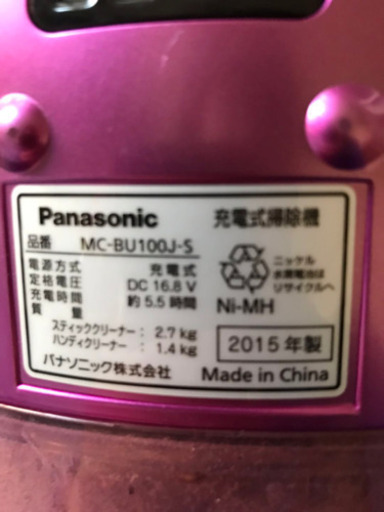 Panasonic 充電式掃除機
品番 MC-BU100J-S
電源方式 充電式
定格電圧 DC 16.8 V
充電時間 約 5.5 時間
質量
スティッククリーナー : 2.7 kg
ハンディクリーナー : 1.4 kg
パナソニック株式会社
ニッケル
水素電池は
リサイクルへ
Ni-MH
2015 年製
Made in China